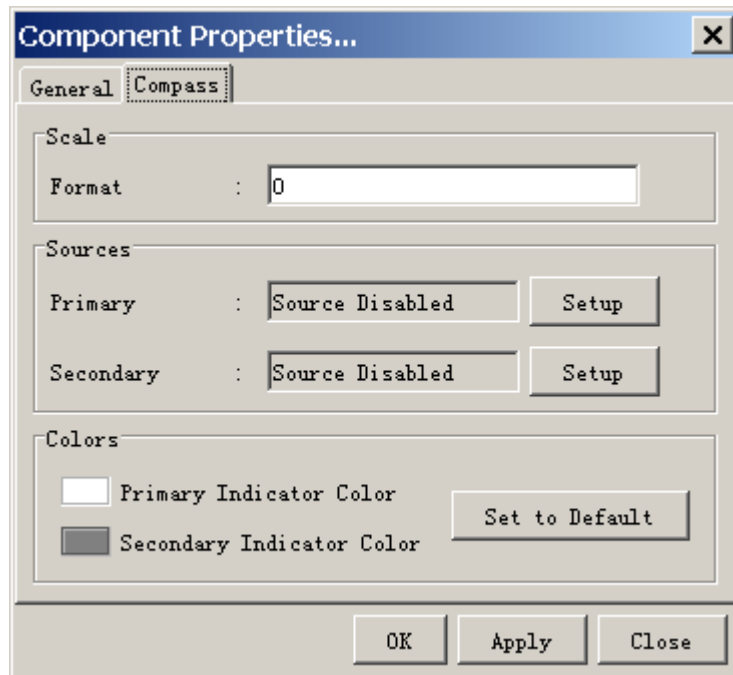 Component Properties...
General Compass
Scale
Format : 0
Sources
Primary : Source Disabled Setup
Secondary : Source Disabled Setup
Colors
Primary Indicator Color
Set to Default
Secondary Indicator Color
OK Apply Close